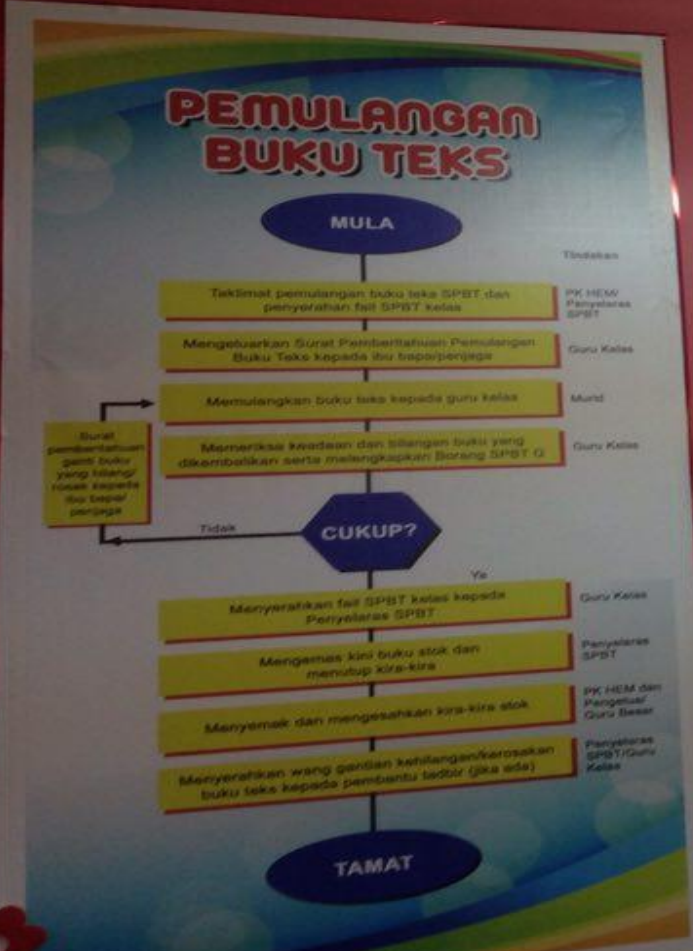 PEMULANGAN
BUKU TEKS
MULA
Tindakan
Taklimat pemulangan buku teks SPBT dan
penyerahan fail SPBT kelas
PK HEM/
Penyelaras
SPBT
Mengeluarkan Surat Pemberitahuan Pemulangan
Buku Teks kepada ibu bapa/penjaga
Guru Kelas
Memulangkan buku teks kepada guru kelas
Murid
Memeriksa keadaan dan bilangan buku yang
dikembalikan serta melengkapkan Borang SPBT G
Guru Kelas
Surat
pemberitahuan
ganti buku
yang hilang/
rosak kepada
ibu bapa/
penjaga
Tidak
CUKUP?
Ya
Menyerahkan fail SPBT kelas kepada
Penyelaras SPBT
Guru Kelas
Mengemas kini buku stok dan
menutup kira-kira
Penyelaras
SPBT
Menyemak dan mengesahkan kira-kira stok
PK HEM dan
Pengetua/
Guru Besar
Menyerahkan wang gantian kehilangan/kerosakan
buku teks kepada pembantu tadbir (jika ada)
Penyelaras
SPBT/Guru
Kelas
TAMAT